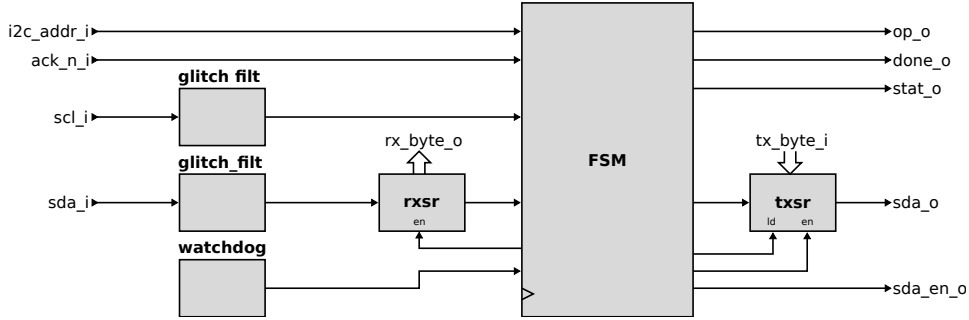 i2c_addr_i
op_o
ack_n_i
done_o
glitch filt
stat_o
scl_i
FSM
rx_byte_o
tx_byte_i
glitch_filt
sda_i
rxsr
en
txsr
ld en
sda_o
watchdog
sda_en_o